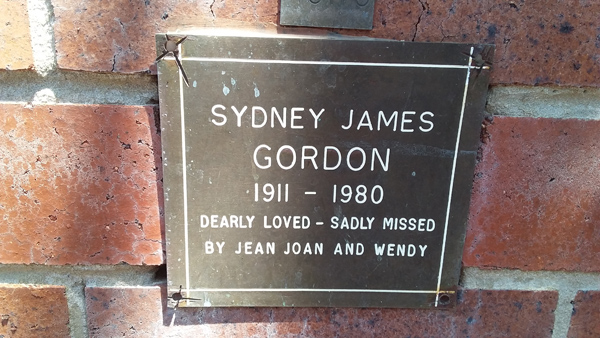 SYDNEY JAMES
GORDON
1911 – 1980
DEARLY LOVED – SADLY MISSED
BY JEAN JOAN AND WENDY